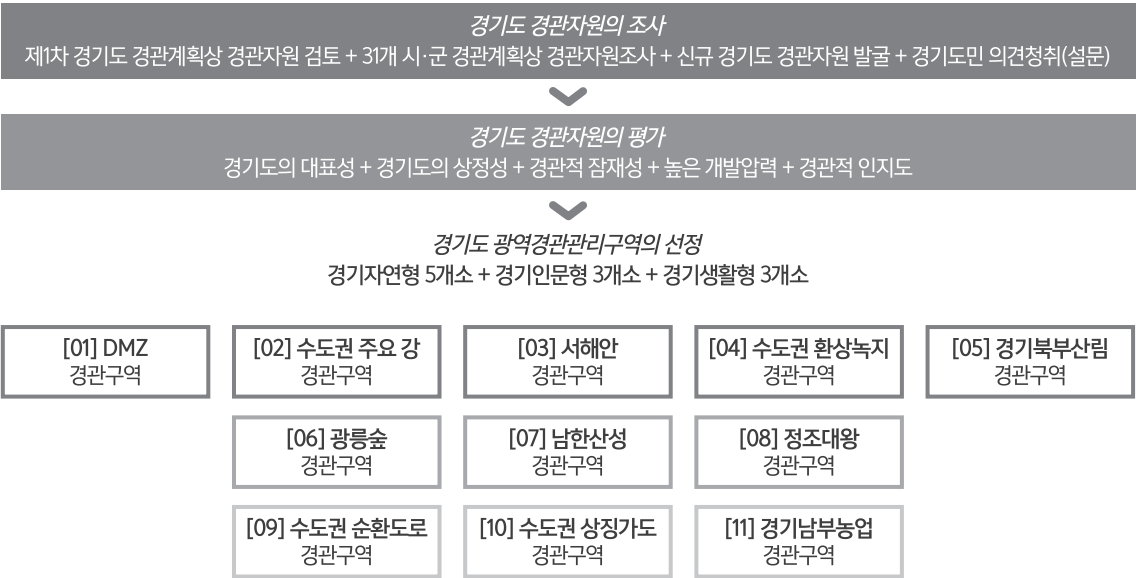 경기도 경관자원의 조사
제1차 경기도 경관계획상 경관자원 검토 + 31개 시·군 경관계획상 경관자원조사 + 신규 경기도 경관자원 발굴 + 경기도민 의견청취(설문)
경기도 경관자원의 평가
경기도의 대표성 + 경기도의 상정성 + 경관적 잠재성 + 높은 개발압력 + 경관적 인지도
경기도 광역경관관리구역의 선정
경기자연형 5개소 + 경기인문형 3개소 + 경기생활형 3개소
[01] DMZ
경관구역
[02] 수도권 주요 강
경관구역
[03] 서해안
경관구역
[04] 수도권 환상녹지
경관구역
[05] 경기북부산림
경관구역
[06] 광릉숲
경관구역
[07] 남한산성
경관구역
[08] 정조대왕
경관구역
[09] 수도권 순환도로
경관구역
[10] 수도권 상징가도
경관구역
[11] 경기남부농업
경관구역